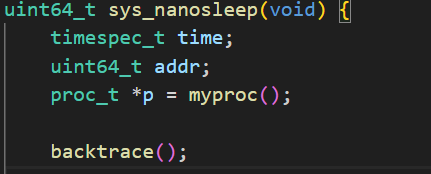 uint64_t sys_nanosleep(void) {
    timespec_t time;
    uint64_t addr;
    proc_t *p = myproc();
    backtrace();